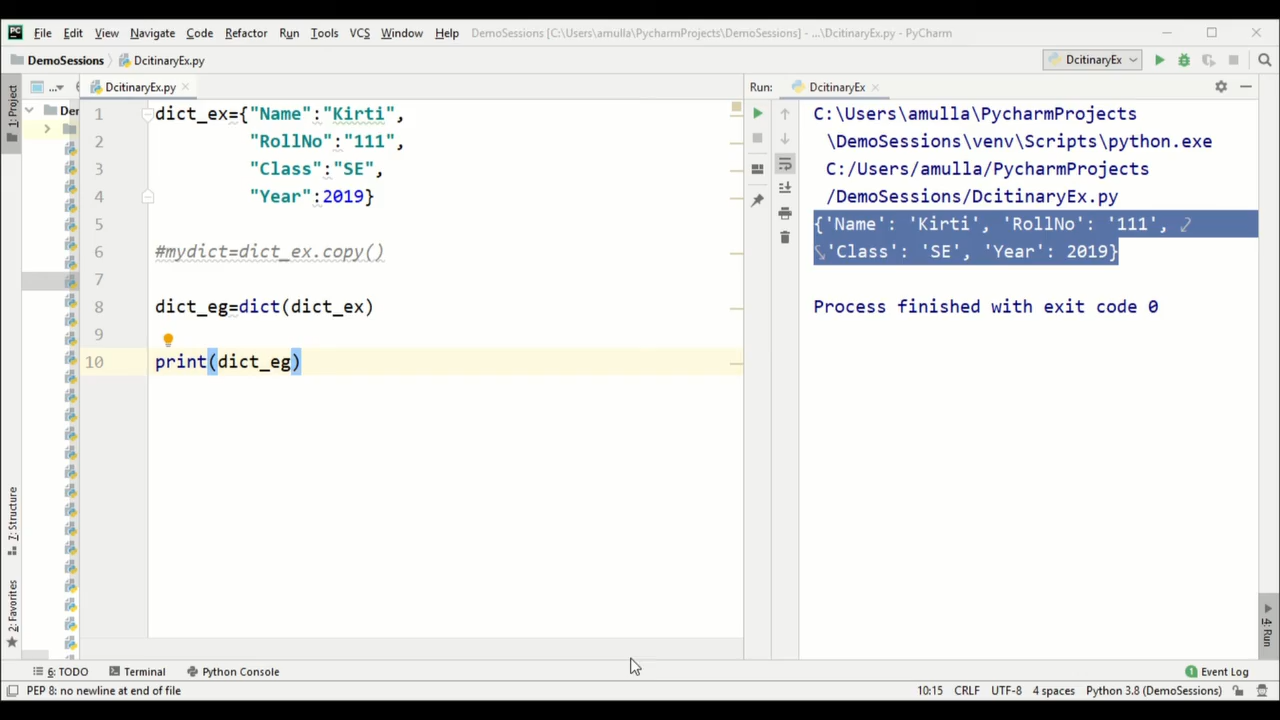 File Edit View Navigate Code Refactor Run Tools VCS Window Help DemoSessions [C:\Users\amulla\PycharmProjects\DemoSessions] - ...\DcitinaryEx.py - PyCharm
DemoSessions DcitinaryEx.py DcitinaryEx
1: Project
...
DcitinaryEx.py
Der
1 dict_ex={"Name":"Kirti",
2 "RollNo":"111",
3 "Class":"SE",
4 "Year":2019}
5
6 #mydict=dict_ex.copy()
7
8 dict_eg=dict(dict_ex)
9
10 print(dict_eg)
Run: DcitinaryEx
C:\Users\amulla\PycharmProjects
\DemoSessions\venv\Scripts\python.exe
C:/Users/amulla/PycharmProjects
/DemoSessions/DcitinaryEx.py
{'Name': 'Kirti', 'RollNo': '111',
'Class': 'SE', 'Year': 2019}
Process finished with exit code 0
7: Structure
2: Favorites
4: Run
6: TODO Terminal Python Console Event Log
PEP 8: no newline at end of file 10:15 CRLF UTF-8 4 spaces Python 3.8 (DemoSessions)